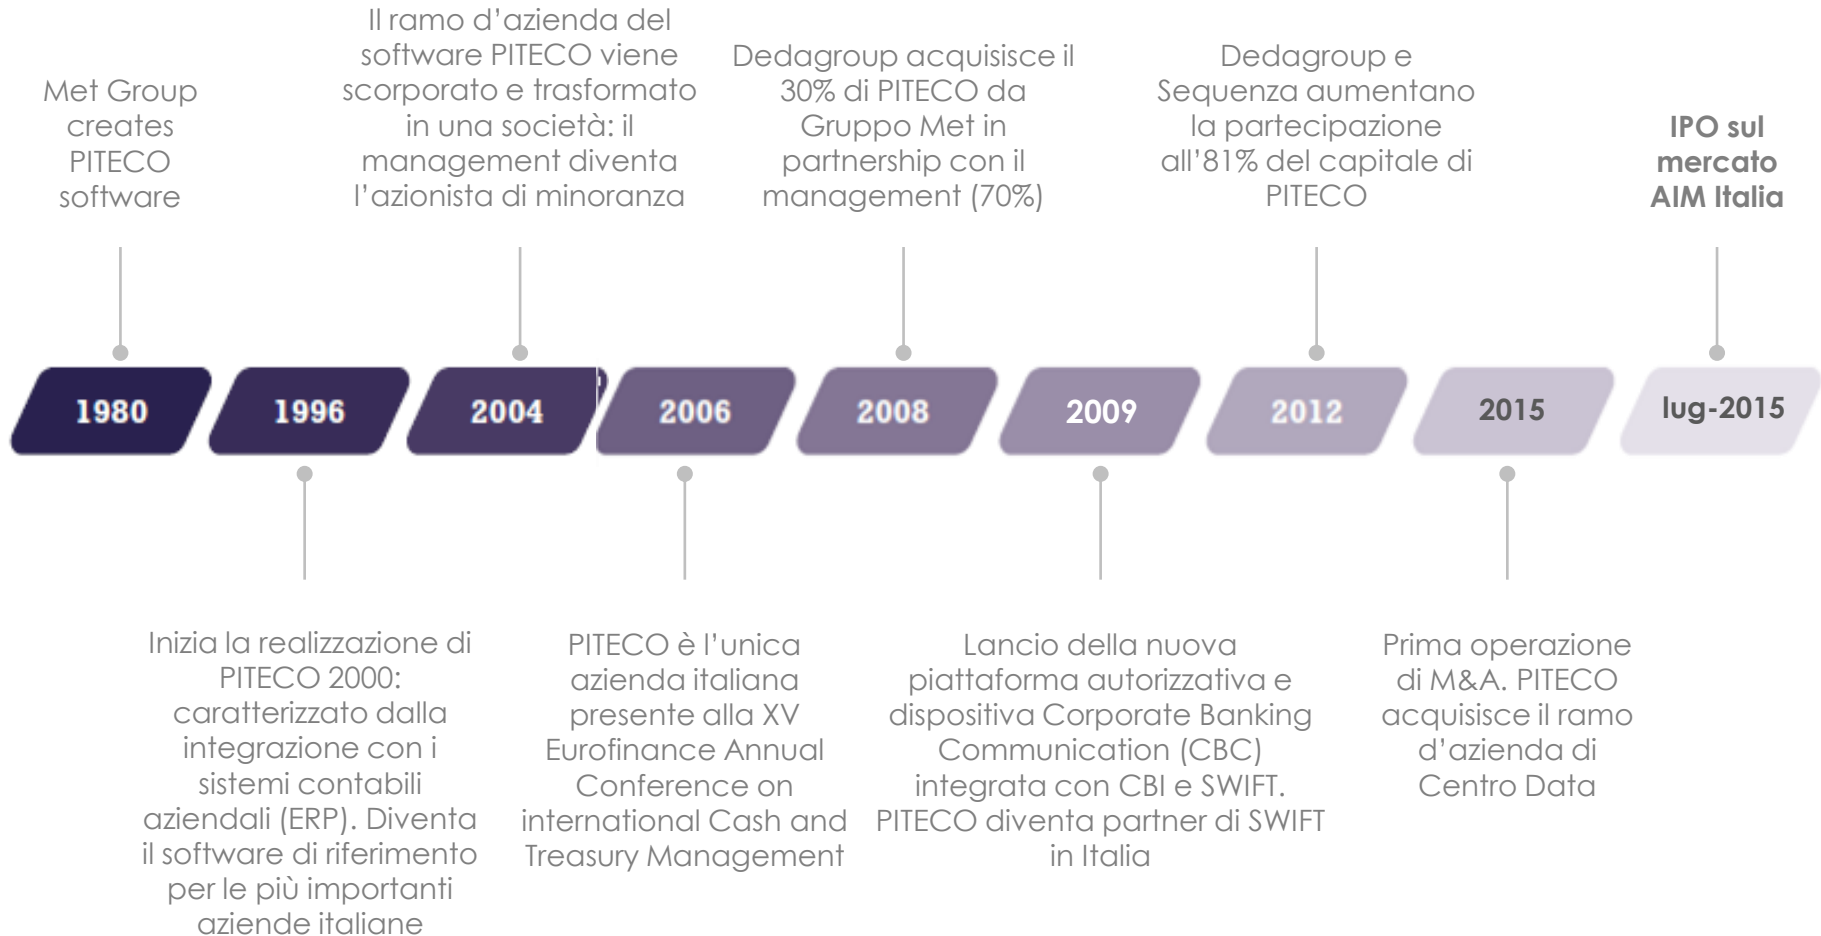 Met Group
creates
PITECO
software
Il ramo d’azienda del
software PITECO viene
scorporato e trasformato
in una società: il
management diventa
l’azionista di minoranza
Dedagroup acquisisce il
30% di PITECO da
Gruppo Met in
partnership con il
management (70%)
Dedagroup e
Sequenza aumentano
la partecipazione
all’81% del capitale di
PITECO
IPO sul
mercato
AIM Italia
1980
1996
2004
2006
2008
2009
2012
2015
lug-2015
Inizia la realizzazione di
PITECO 2000:
caratterizzato dalla
integrazione con i
sistemi contabili
aziendali (ERP). Diventa
il software di riferimento
per le più importanti
aziende italiane
PITECO è l’unica
azienda italiana
presente alla XV
Eurofinance Annual
Conference on
international Cash and
Treasury Management
Lancio della nuova
piattaforma autorizzativa e
dispositiva Corporate Banking
Communication (CBC)
integrata con CBI e SWIFT.
PITECO diventa partner di SWIFT
in Italia
Prima operazione
di M&A. PITECO
acquisisce il ramo
d’azienda di
Centro Data